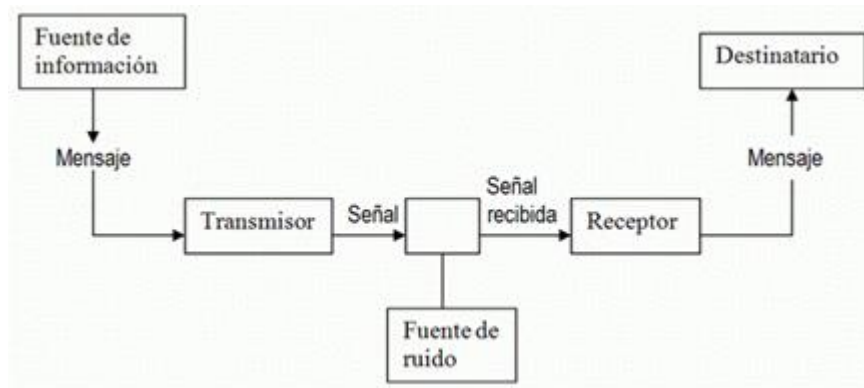 Fuente de
información
Mensaje
Transmisor
Señal
Señal
recibida
Receptor
Mensaje
Destinatario
Fuente de
ruido